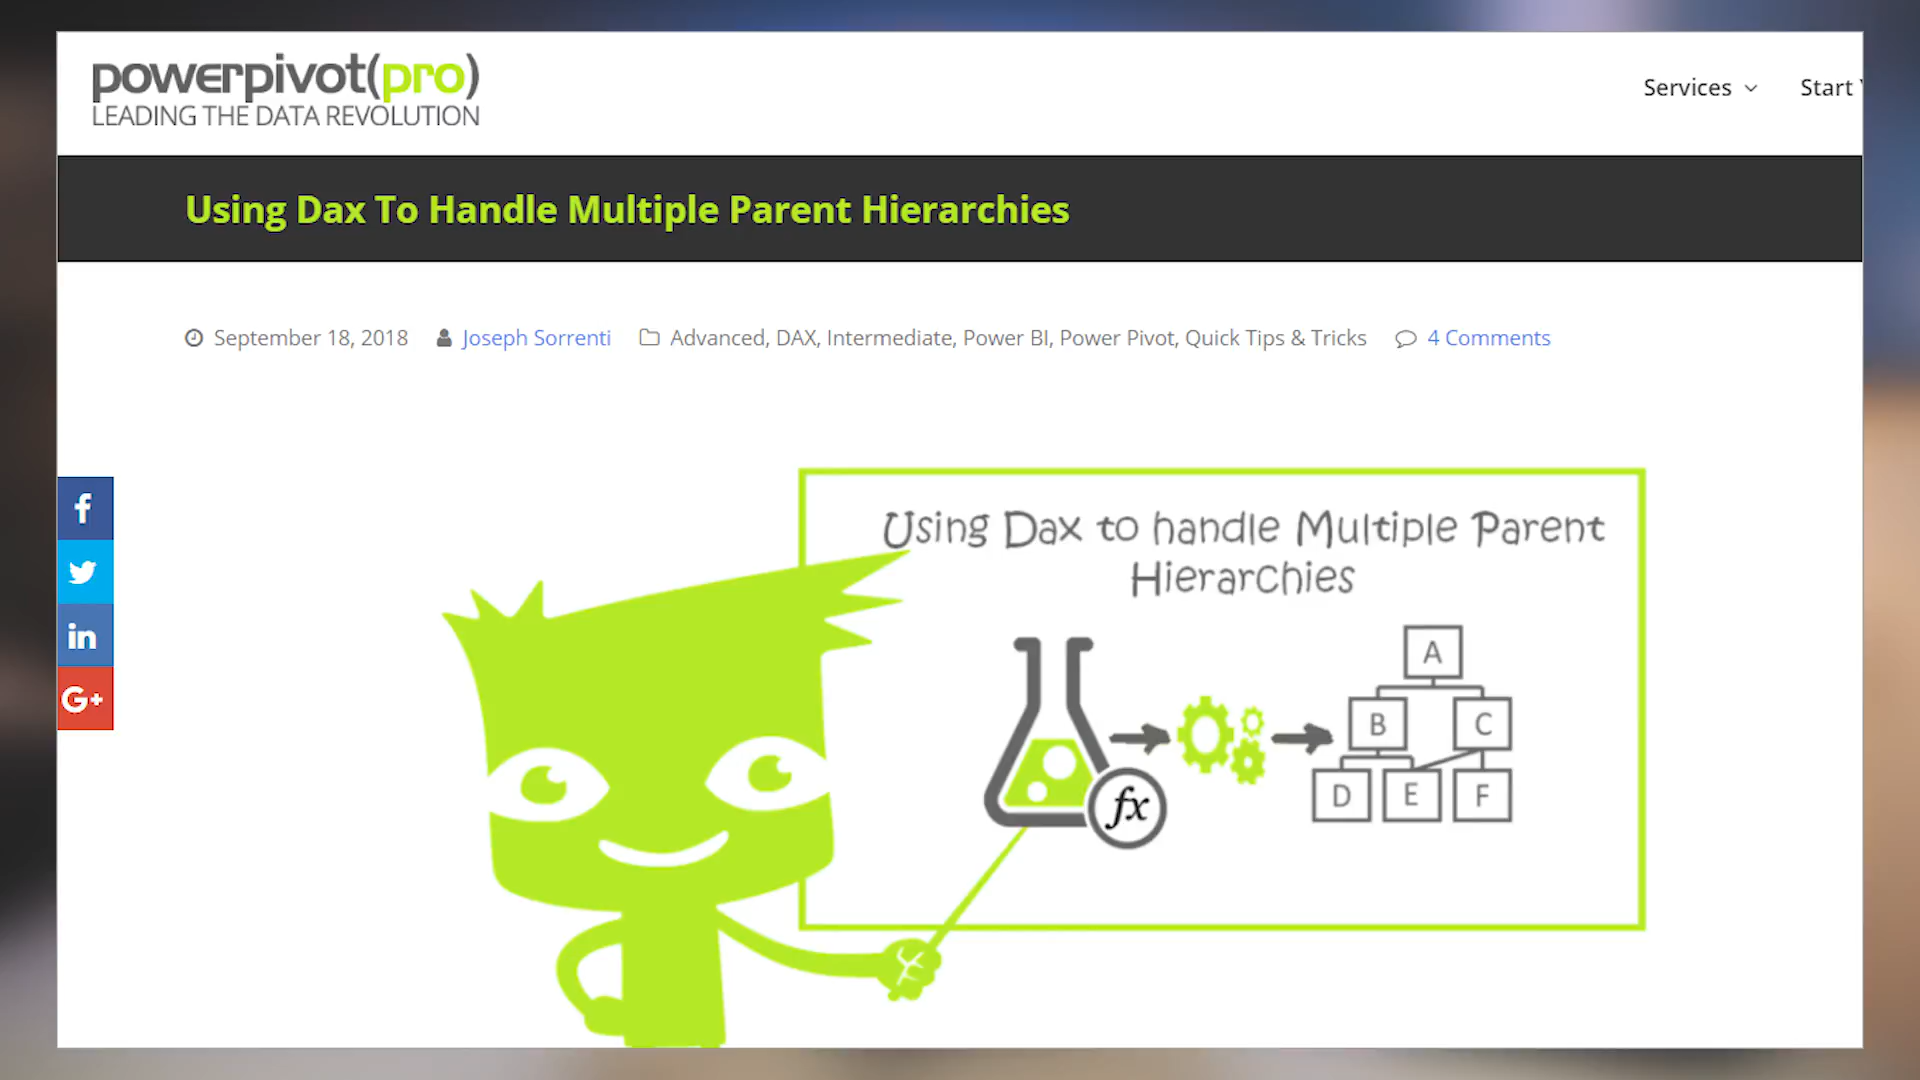 powerpivot(pro)
LEADING THE DATA REVOLUTION
Services
Start
Using Dax To Handle Multiple Parent Hierarchies
September 18, 2018 Joseph Sorrenti Advanced, DAX, Intermediate, Power BI, Power Pivot, Quick Tips & Tricks 4 Comments
f
in
G+
Using Dax to handle Multiple Parent
Hierarchies
A
B C
fx
D E F